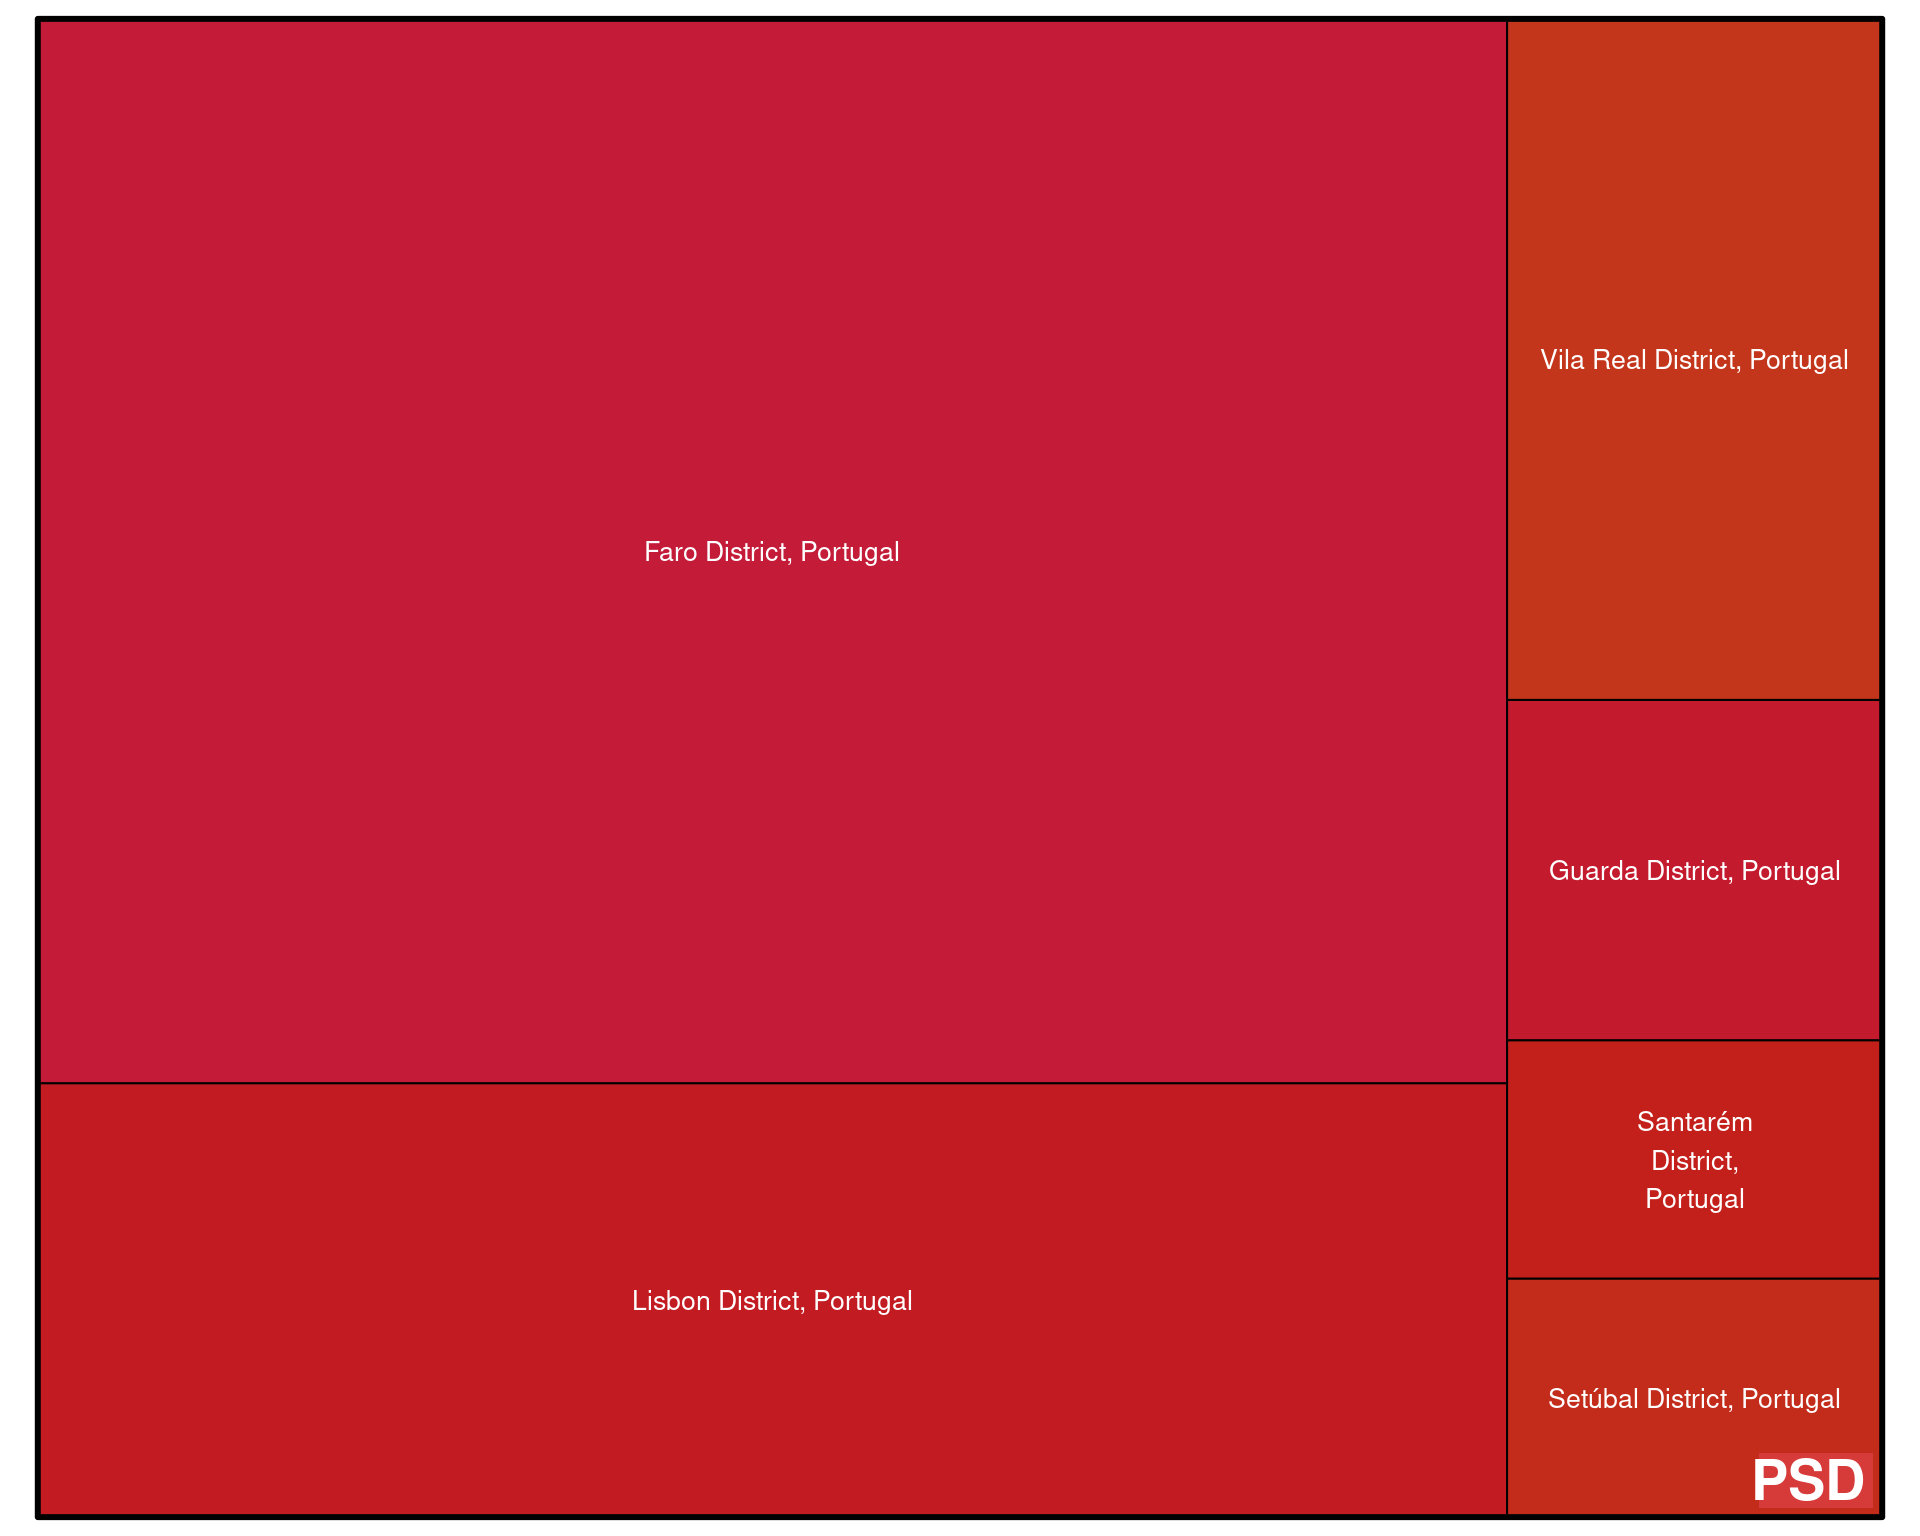 Faro District, Portugal
Lisbon District, Portugal
Vila Real District, Portugal
Guarda District, Portugal
Santarém
District,
Portugal
Setúbal District, Portugal
PSD